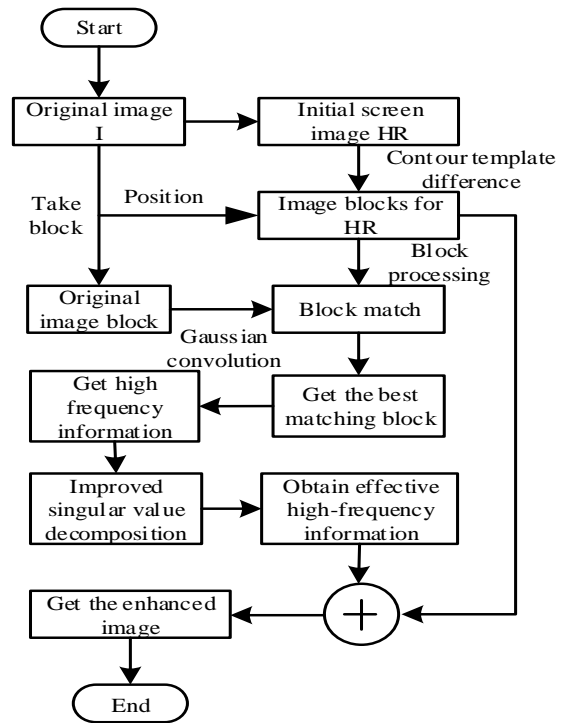 Start
Original image
I
Initial screen
image HR
Contour template
difference
Take
block
Position
Image blocks for
HR
Block
processing
Original
image block
Gaussian
convolution
Block match
Get high
frequency
information
Get the best
matching block
Improved
singular value
decomposition
Obtain effective
high-frequency
information
Get the enhanced
image
+
End